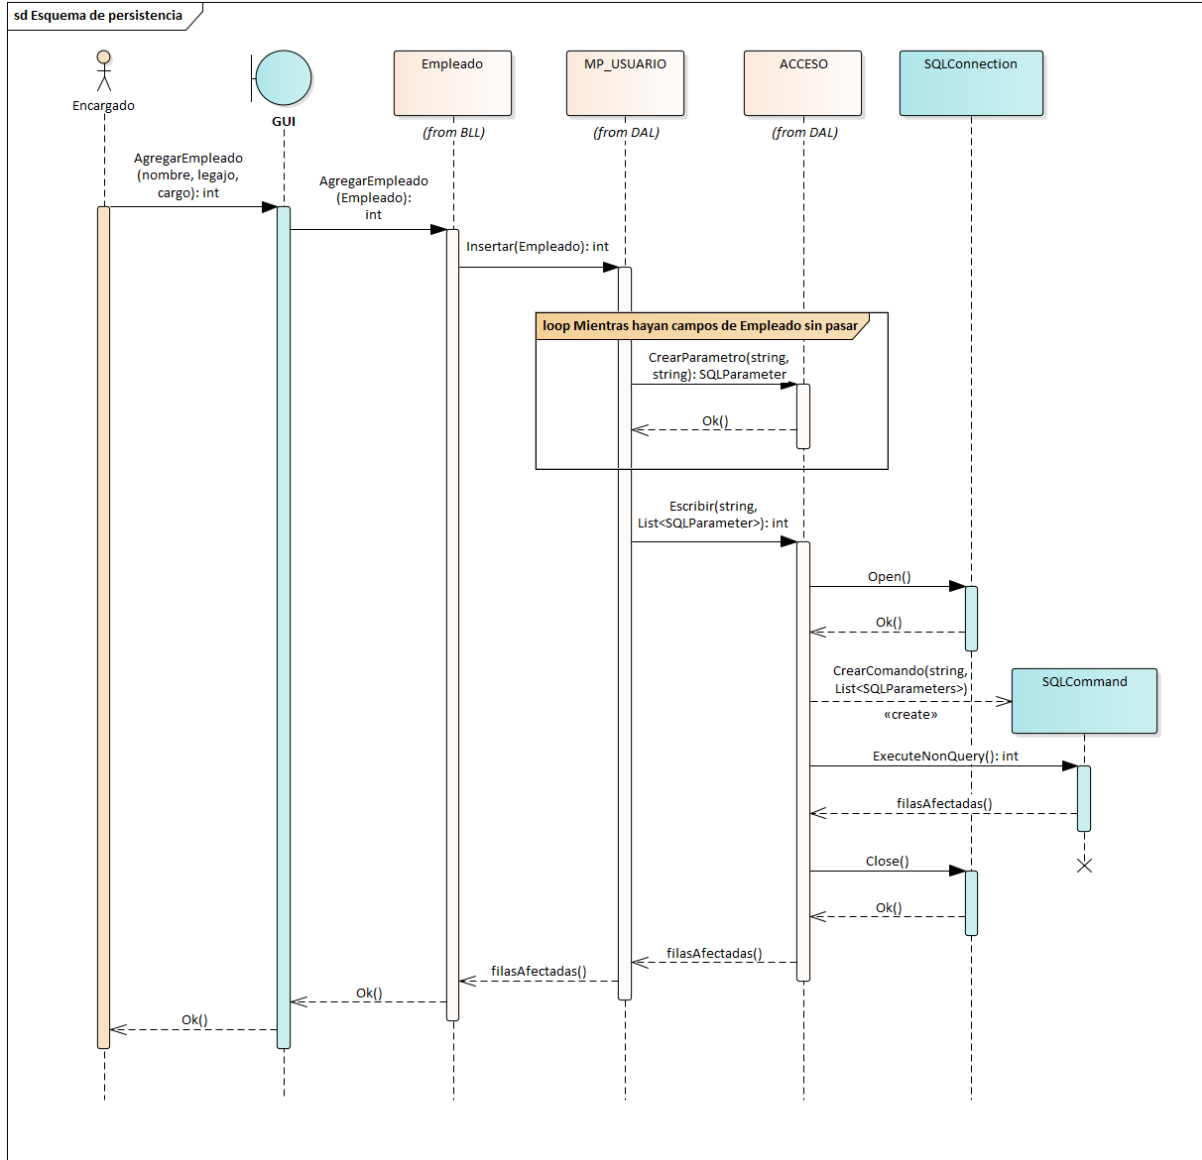 sd Esquema de persistencia
Encargado
GUI
Empleado
(from BLL)
MP_USUARIO
(from DAL)
ACCESO
(from DAL)
SQLConnection
AgregarEmpleado
(nombre, legajo,
cargo): int
AgregarEmpleado
(Empleado):
int
Insertar(Empleado): int
loop Mientras hayan campos de Empleado sin pasar
CrearParametro(string,
string): SQLParameter
Ok()
Escribir(string,
List<SQLParameter>): int
Open()
Ok()
CrearComando(string,
List<SQLParameters>)
«create»
SQLCommand
ExecuteNonQuery(): int
filasAfectadas()
Close()
Ok()
filasAfectadas()
filasAfectadas()
Ok()
Ok()